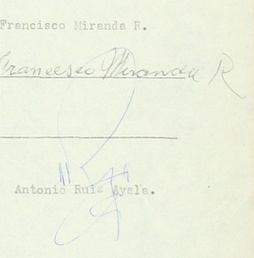 Francisco Miranda R.
Francisco Miranda R
Antonio Ruiz Ayala.